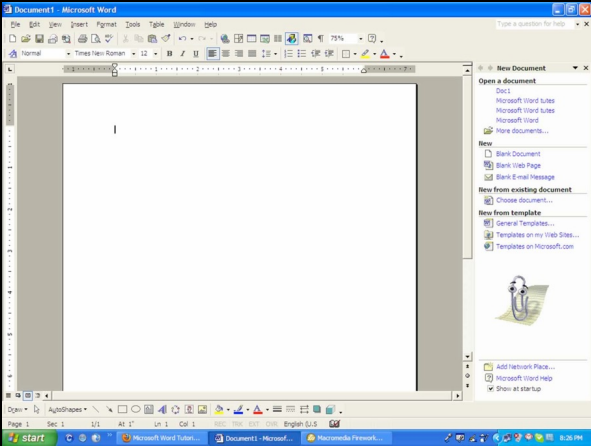 Document1 - Microsoft Word
File Edit View Insert Format Tools Table Window Help
Type a question for help
75%
Normal Times New Roman 12 B I U
New Document
Open a document
Doc1
Microsoft Word tutes
Microsoft Word tutes
Microsoft Word
More documents...
New
Blank Document
Blank Web Page
Blank E-mail Message
New from existing document
Choose document...
New from template
General Templates...
Templates on my Web Sites...
Templates on Microsoft.com
Add Network Place...
Microsoft Word Help
Show at startup
Draw AutoShapes
Page 1 Sec 1 1/1 At 1" Ln 1 Col 1 REC TRK EXT OVR English (U.S
start Microsoft Word Tutori... Document1 - Microsof... Macromedia Firework... 8:26 PM